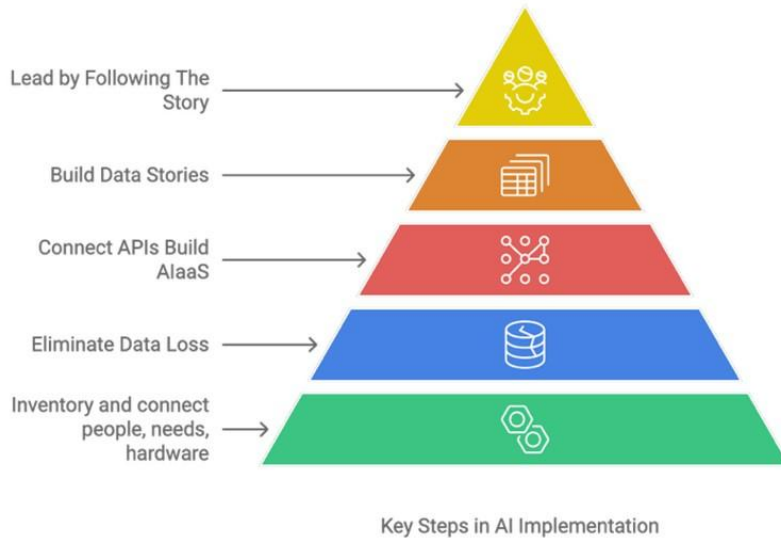 Lead by Following The
Story
Build Data Stories
Connect APIs Build
AIaaS
Eliminate Data Loss
Inventory and connect
people, needs,
hardware
Key Steps in AI Implementation